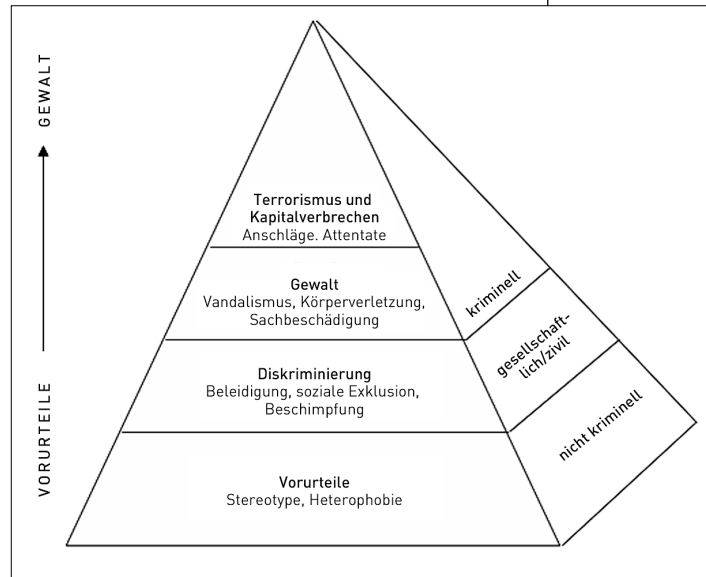 GEWALT
VORURTEILE
Terrorismus und
Kapitalverbrechen
Anschläge. Attentate
Gewalt
Vandalismus, Körperverletzung,
Sachbeschädigung
Diskriminierung
Beleidigung, soziale Exklusion,
Beschimpfung
Vorurteile
Stereotype, Heterophobie
kriminell
gesellschaft-
lich/zivil
nicht kriminell